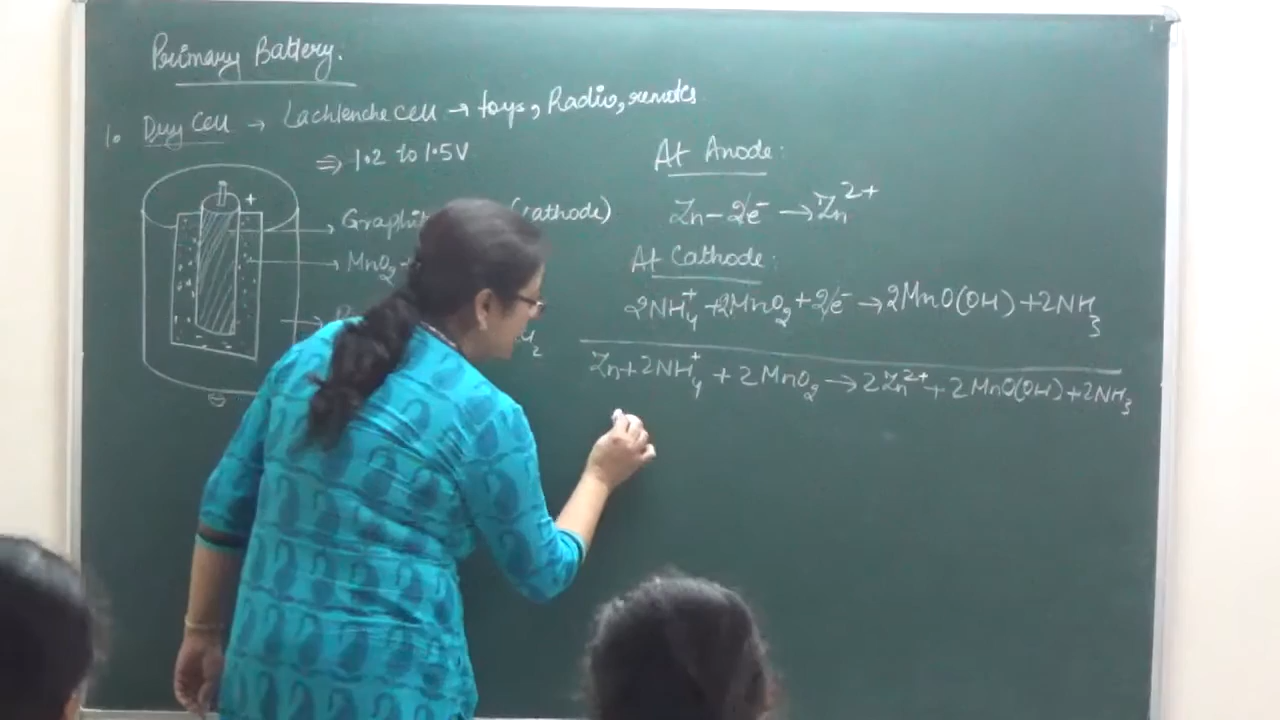 Primary Battery.
1. Dry Cell → Lachlenche cell → toys, Radio, remotes
⇒ 1.2 to 1.5V
+
(cathode)
MnO₂
At Anode:
Zn - 2e⁻ → Zn²⁺
At Cathode:
2NH₄⁺ + 2MnO₂ + 2e⁻ → 2MnO(OH) + 2NH₃
Zn + 2NH₄⁺ + 2MnO₂ → 2Zn²⁺ + 2MnO(OH) + 2NH₃